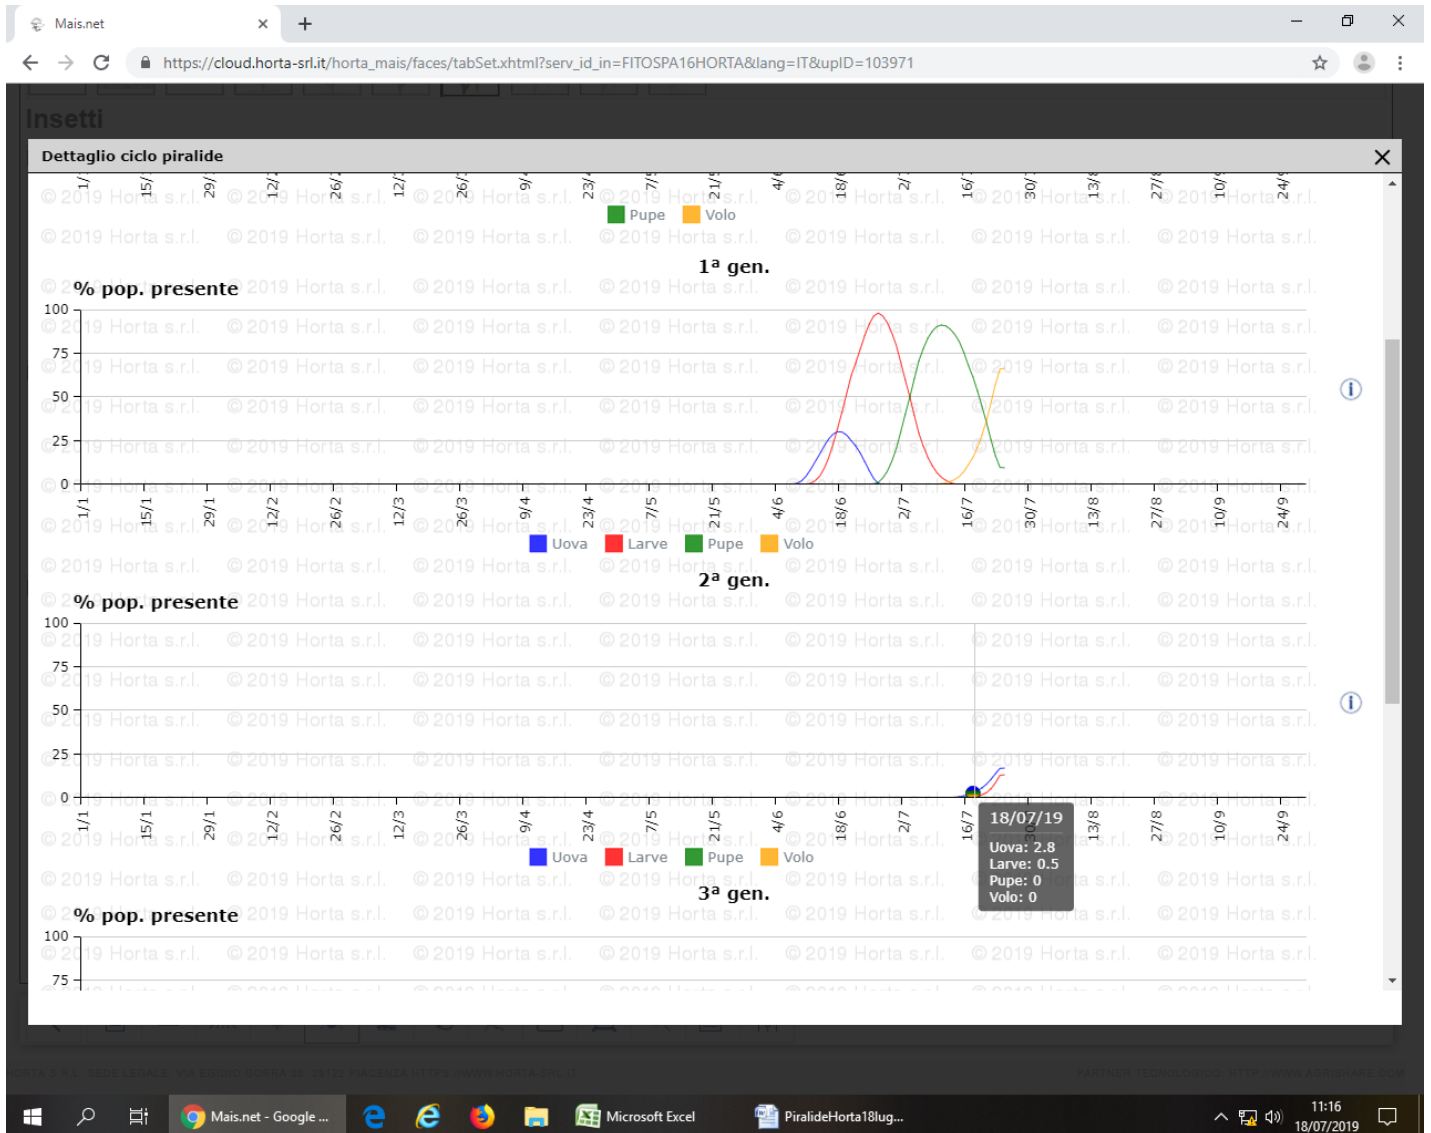 Mais.net
https://cloud.horta-srl.it/horta_mais/faces/tabSet.xhtml?serv_id_in=FITOSPA16HORTA&lang=IT&upID=103971
Insetti
Dettaglio ciclo piralide
Pupe Volo
1ª gen.
% pop. presente
100
75
50
25
0
1/1 15/1 29/1 12/2 26/2 12/3 26/3 9/4 23/4 7/5 21/5 4/6 18/6 2/7 16/7 30/7 13/8 27/8 10/9 24/9
Uova Larve Pupe Volo
2ª gen.
% pop. presente
100
75
50
25
0
1/1 15/1 29/1 12/2 26/2 12/3 26/3 9/4 23/4 7/5 21/5 4/6 18/6 2/7 16/7 30/7 13/8 27/8 10/9 24/9
18/07/19
Uova: 2.8
Larve: 0.5
Pupe: 0
Volo: 0
Uova Larve Pupe Volo
3ª gen.
% pop. presente
100
75
© 2019 Horta s.r.l.
Mais.net - Google ...
Microsoft Excel
PiralideHorta18lug...
11:16
18/07/2019